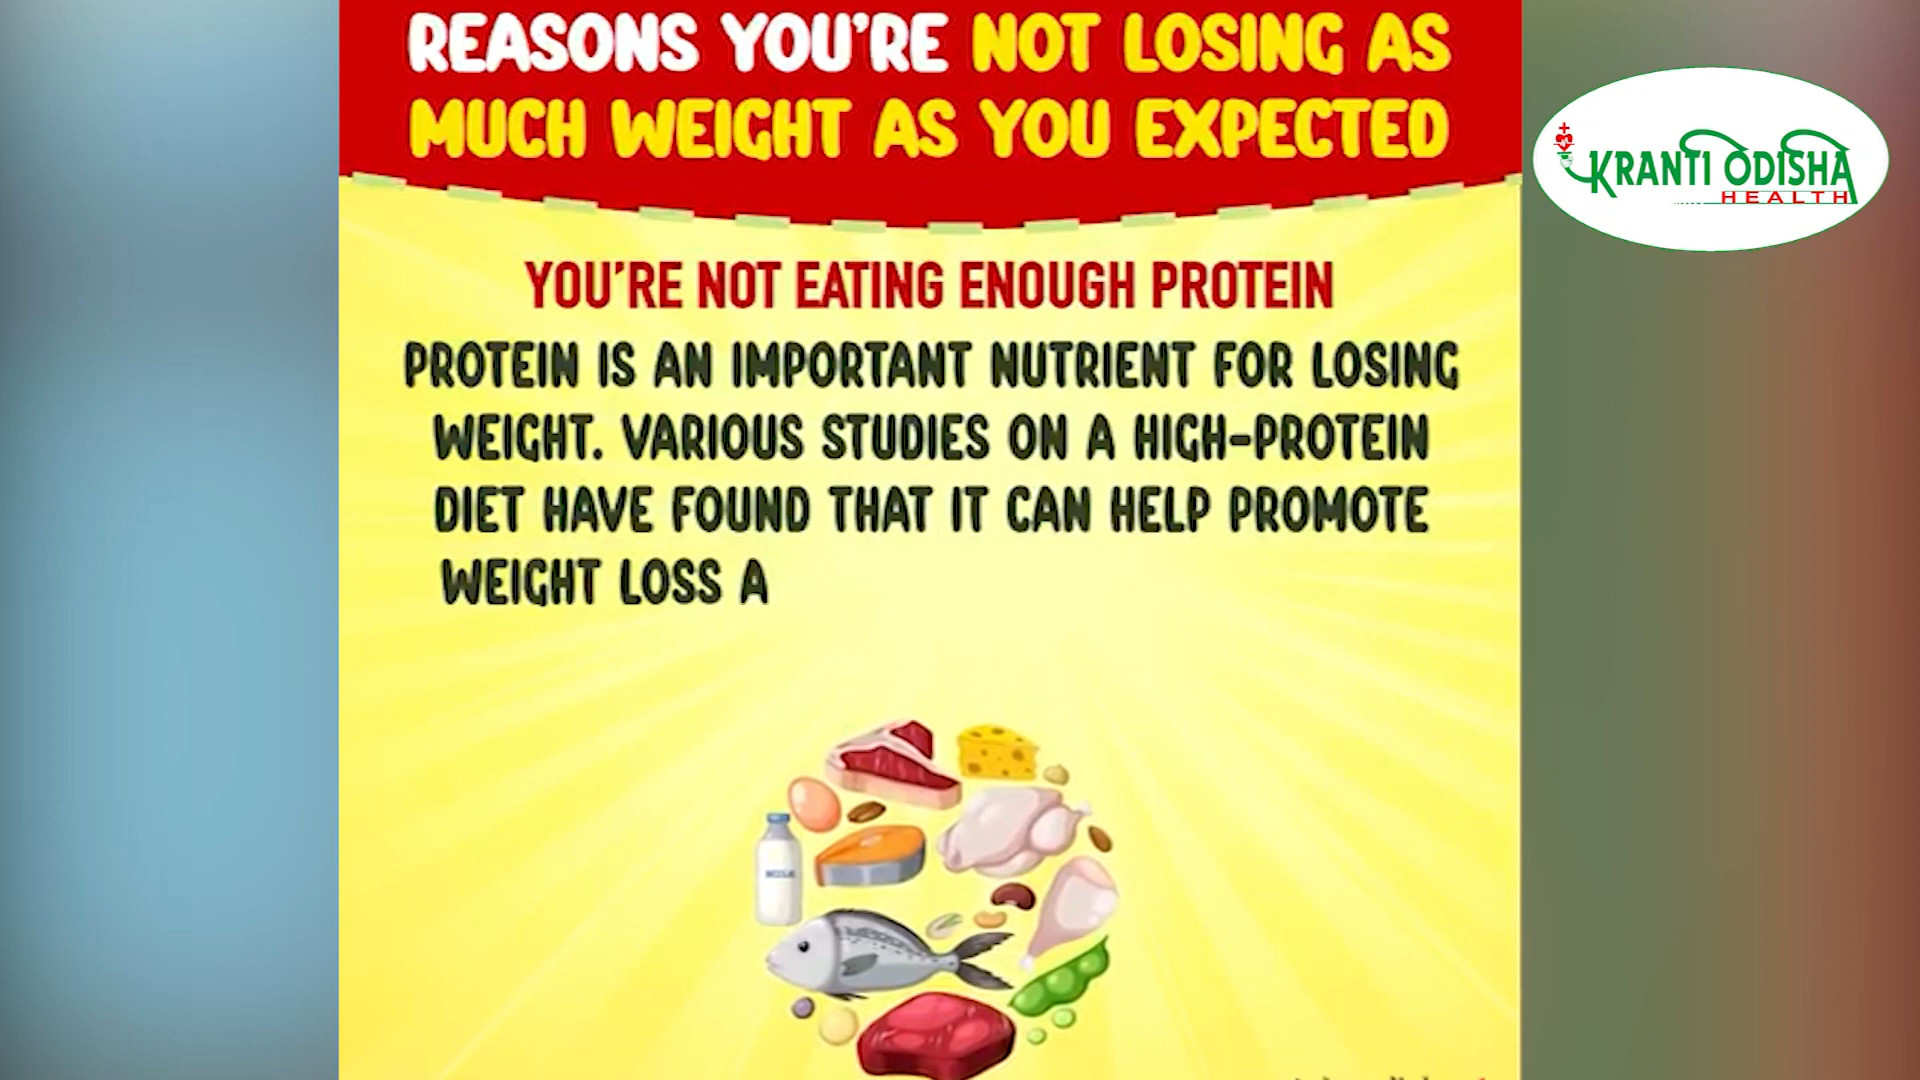 REASONS YOU'RE NOT LOSING AS
MUCH WEIGHT AS YOU EXPECTED
KRANTI ODISHA
HEALTH
YOU'RE NOT EATING ENOUGH PROTEIN
PROTEIN IS AN IMPORTANT NUTRIENT FOR LOSING
WEIGHT. VARIOUS STUDIES ON A HIGH-PROTEIN
DIET HAVE FOUND THAT IT CAN HELP PROMOTE
WEIGHT LOSS A
MILK